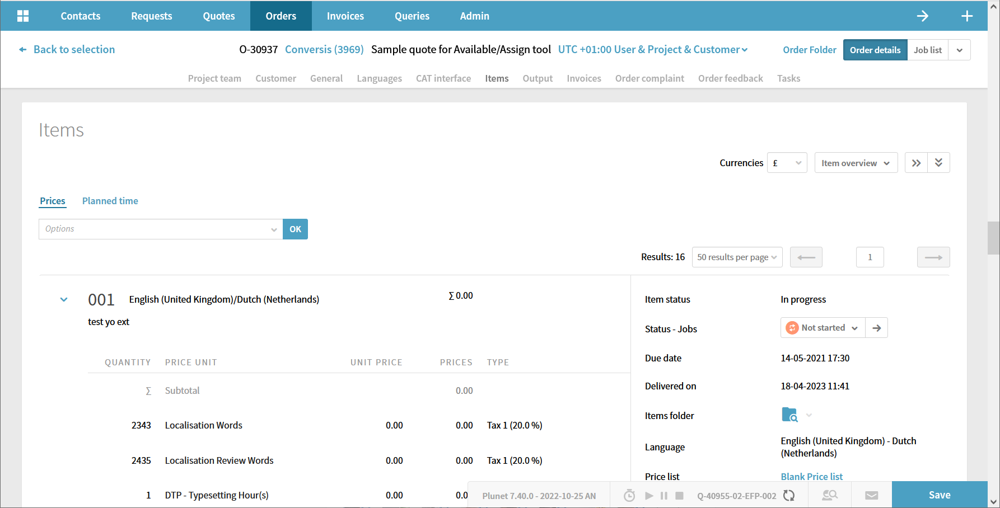 Contacts Requests Quotes Orders Invoices Queries Admin
Back to selection O-30937 Conversis (3969) Sample quote for Available/Assign tool UTC +01:00 User & Project & Customer Order Folder Order details Job list
Project team Customer General Languages CAT interface Items Output Invoices Order complaint Order feedback Tasks
Items
Currencies £ Item overview
Prices Planned time
Options OK
Results: 16 50 results per page 1
001 English (United Kingdom)/Dutch (Netherlands) Σ 0.00
test yo ext
QUANTITY PRICE UNIT UNIT PRICE PRICES TYPE
Σ Subtotal 0.00
2343 Localisation Words 0.00 0.00 Tax 1 (20.0 %)
2435 Localisation Review Words 0.00 0.00 Tax 1 (20.0 %)
1 DTP - Typesetting Hour(s) 0.00
Item status In progress
Status - Jobs Not started
Due date 14-05-2021 17:30
Delivered on 18-04-2023 11:41
Items folder
Language English (United Kingdom) - Dutch
(Netherlands)
Price list Blank Price list
Plunet 7.40.0 - 2022-10-25 AN Q-40955-02-EFP-002 Save